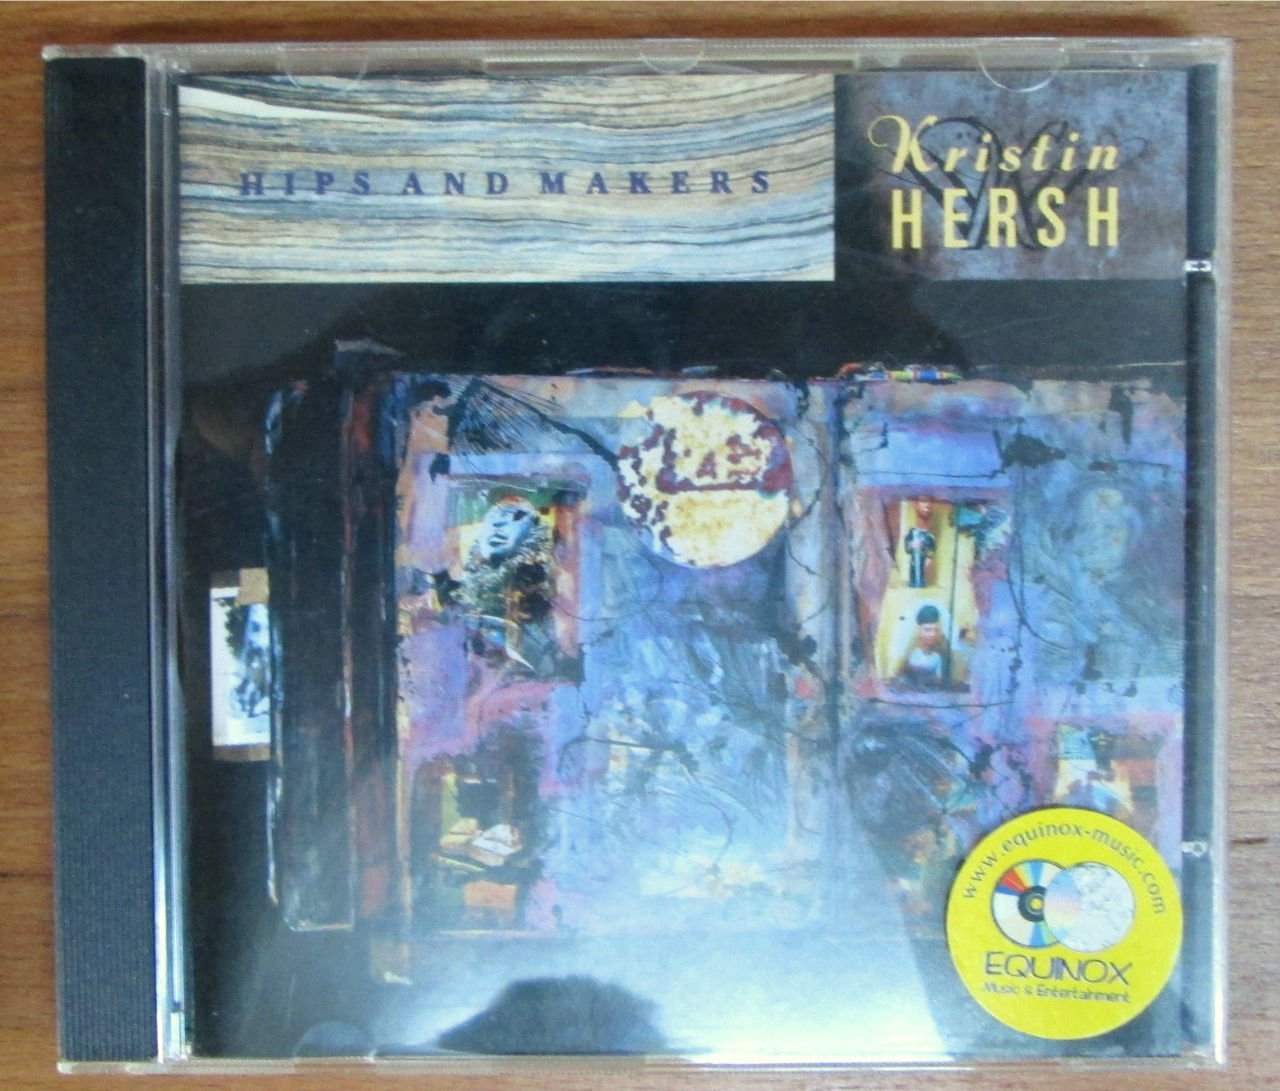 HIPS AND MAKERS
Kristin
HERSH
www.equinox-music.com
EQUINOX
Music & Entertainment